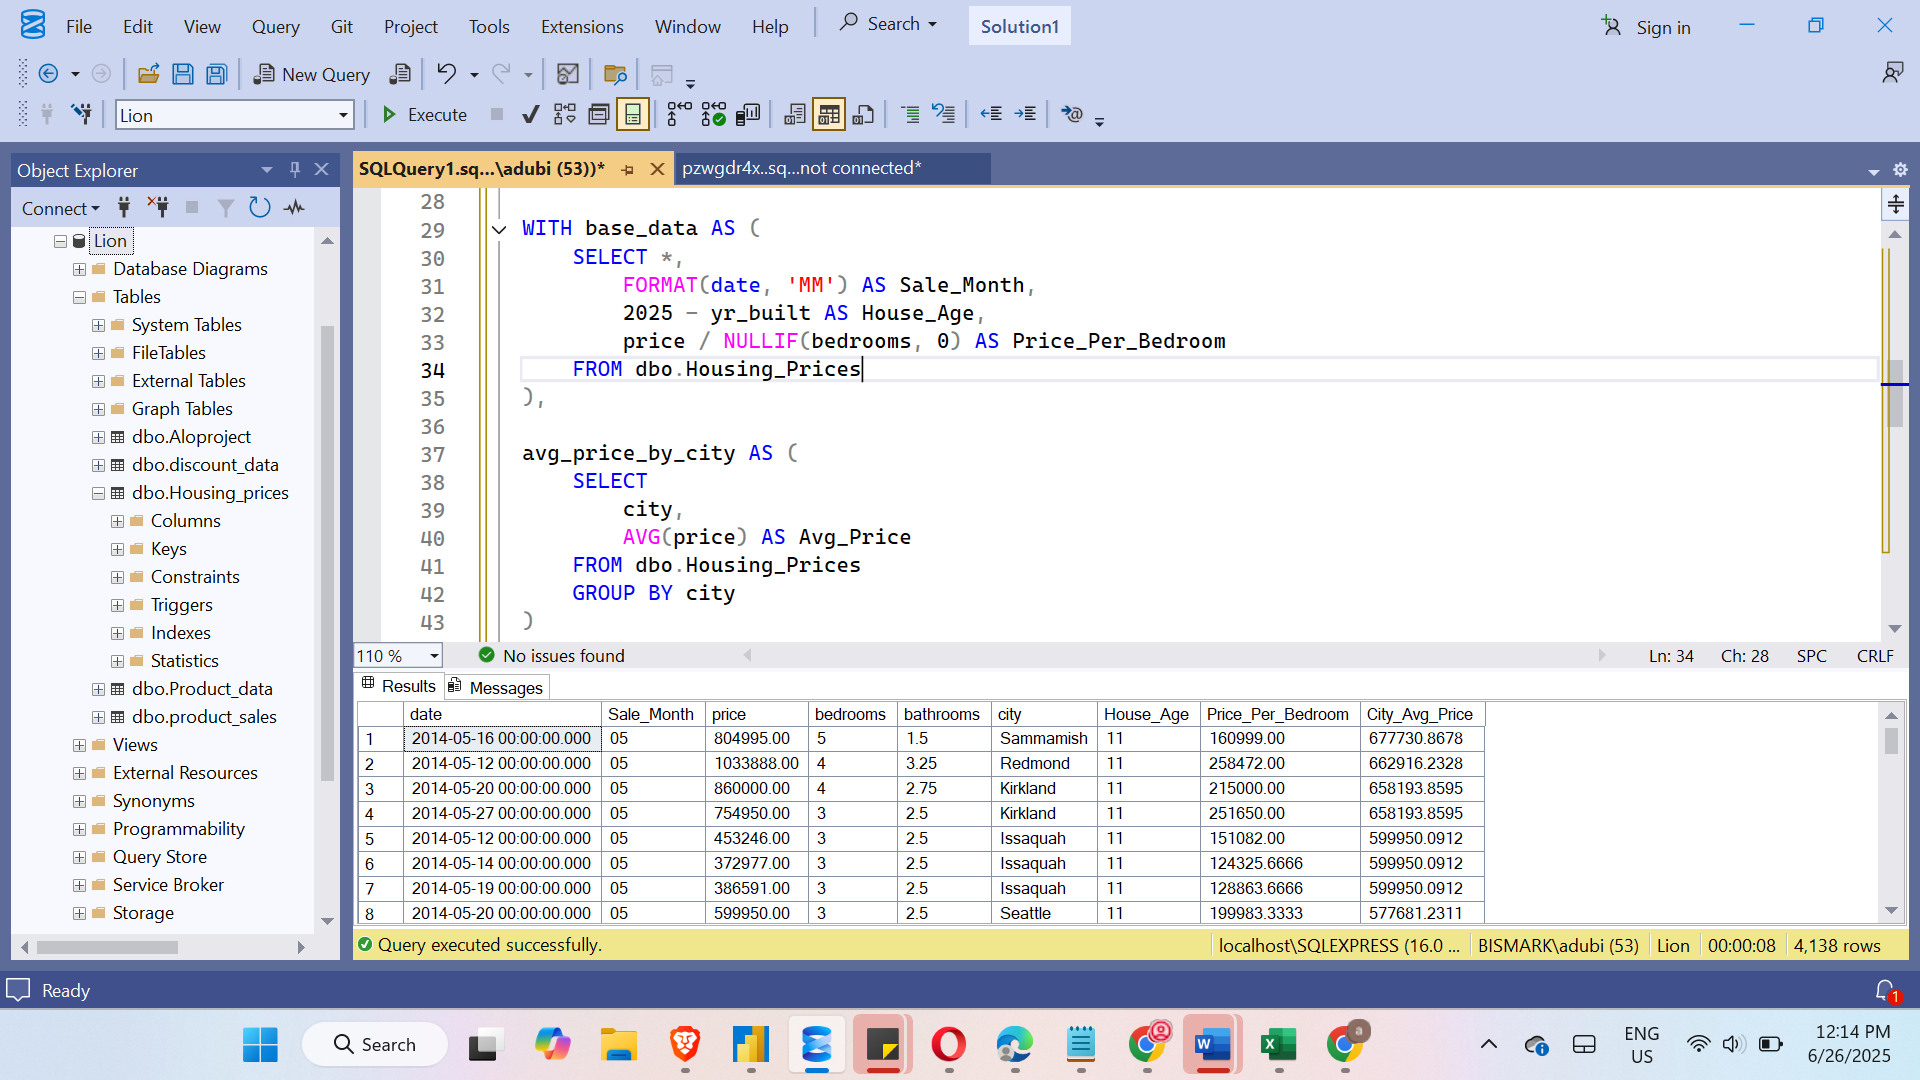 File Edit View Query Git Project Tools Extensions Window Help Search Solution1 Sign in
New Query
Lion Execute
Object Explorer
Connect
Lion
Database Diagrams
Tables
System Tables
FileTables
External Tables
Graph Tables
dbo.Aloproject
dbo.discount_data
dbo.Housing_prices
Columns
Keys
Constraints
Triggers
Indexes
Statistics
dbo.Product_data
dbo.product_sales
Views
External Resources
Synonyms
Programmability
Query Store
Service Broker
Storage
SQLQuery1.sq...\adubi (53))* pzwgdr4x..sq...not connected*
28
29 WITH base_data AS (
30 SELECT *,
31 FORMAT(date, 'MM') AS Sale_Month,
32 2025 - yr_built AS House_Age,
33 price / NULLIF(bedrooms, 0) AS Price_Per_Bedroom
34 FROM dbo.Housing_Prices
35 ),
36
37 avg_price_by_city AS (
38 SELECT
39 city,
40 AVG(price) AS Avg_Price
41 FROM dbo.Housing_Prices
42 GROUP BY city
43 )
110 % No issues found Ln: 34 Ch: 28 SPC CRLF
Results Messages
date Sale_Month price bedrooms bathrooms city House_Age Price_Per_Bedroom City_Avg_Price
1 2014-05-16 00:00:00.000 05 804995.00 5 1.5 Sammamish 11 160999.00 677730.8678
2 2014-05-12 00:00:00.000 05 1033888.00 4 3.25 Redmond 11 258472.00 662916.2328
3 2014-05-20 00:00:00.000 05 860000.00 4 2.75 Kirkland 11 215000.00 658193.8595
4 2014-05-27 00:00:00.000 05 754950.00 3 2.5 Kirkland 11 251650.00 658193.8595
5 2014-05-12 00:00:00.000 05 453246.00 3 2.5 Issaquah 11 151082.00 599950.0912
6 2014-05-14 00:00:00.000 05 372977.00 3 2.5 Issaquah 11 124325.6666 599950.0912
7 2014-05-19 00:00:00.000 05 386591.00 3 2.5 Issaquah 11 128863.6666 599950.0912
8 2014-05-20 00:00:00.000 05 599950.00 3 2.5 Seattle 11 199983.3333 577681.2311
Query executed successfully. localhost\SQLEXPRESS (16.0 ... BISMARK\adubi (53) Lion 00:00:08 4,138 rows
Ready 1
Search a ENG US 12:14 PM
6/26/2025